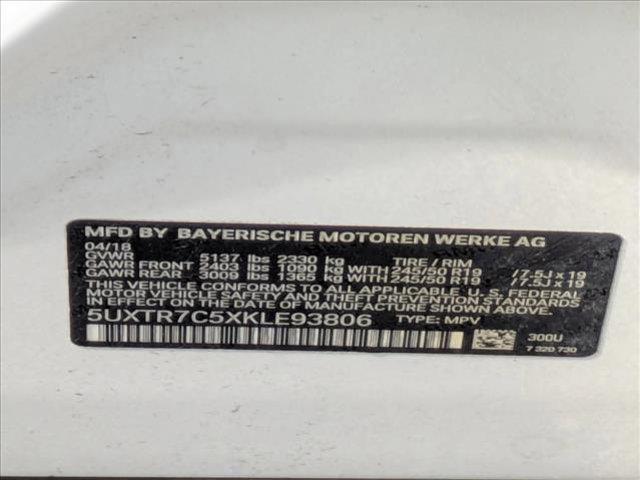 MFD BY BAYERISCHE MOTOREN WERKE AG
04/18
GVWR 5137 lbs 2330 kg TIRE/RIM
GAWR FRONT 2403 lbs 1090 kg WITH 245/50 R19 /7.5J x 19
GAWR REAR 3009 lbs 1365 kg WITH 245/50 R19 /7.5J x 19
THIS VEHICLE CONFORMS TO ALL APPLICABLE U.S. FEDERAL
MOTOR VEHICLE SAFETY AND THEFT PREVENTION STANDARDS
IN EFFECT ON THE DATE OF MANUFACTURE SHOWN ABOVE.
5UXTR7C5XKLE93806 TYPE: MPV
300U
7 320 730